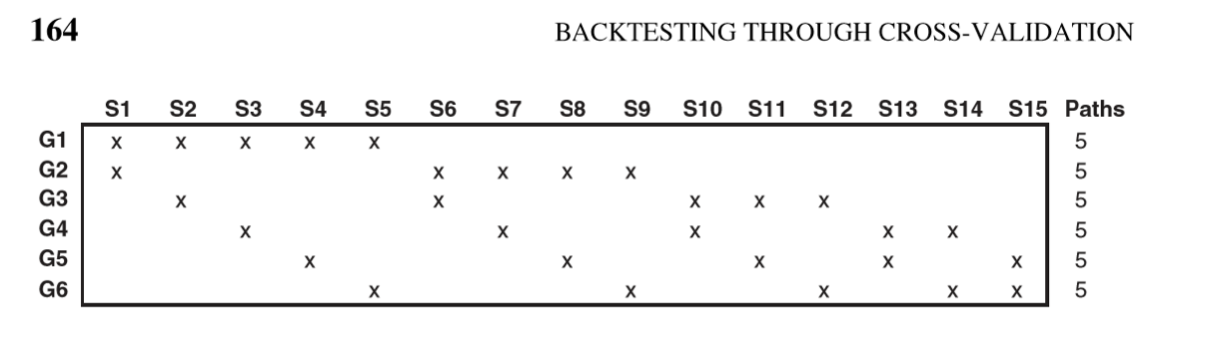 164 BACKTESTING THROUGH CROSS-VALIDATION
S1 S2 S3 S4 S5 S6 S7 S8 S9 S10 S11 S12 S13 S14 S15 Paths
G1 x x x x x 5
G2 x x x x x 5
G3 x x x x x 5
G4 x x x x x 5
G5 x x x x x 5
G6 x x x x x 5